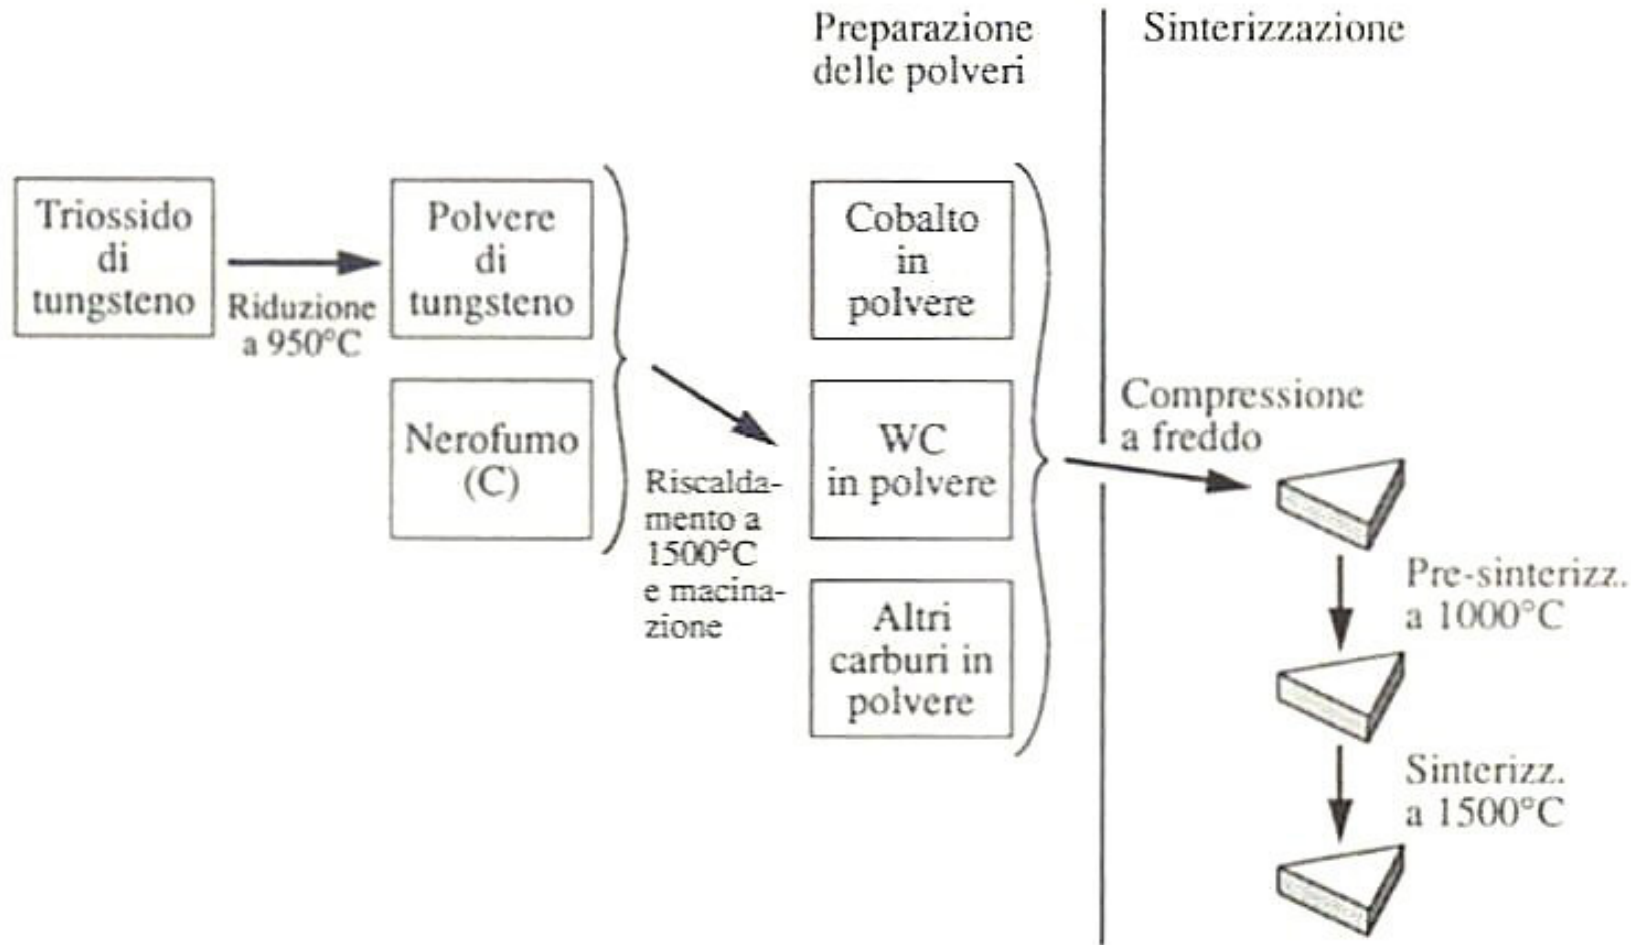 Preparazione
delle polveri
Sinterizzazione
Triossido
di
tungsteno
Riduzione
a 950°C
Polvere
di
tungsteno
Nerofumo
(C)
Riscalda-
mento a
1500°C
e macina-
zione
Cobalto
in
polvere
WC
in polvere
Altri
carburi in
polvere
Compressione
a freddo
Pre-sinterizz.
a 1000°C
Sinterizz.
a 1500°C